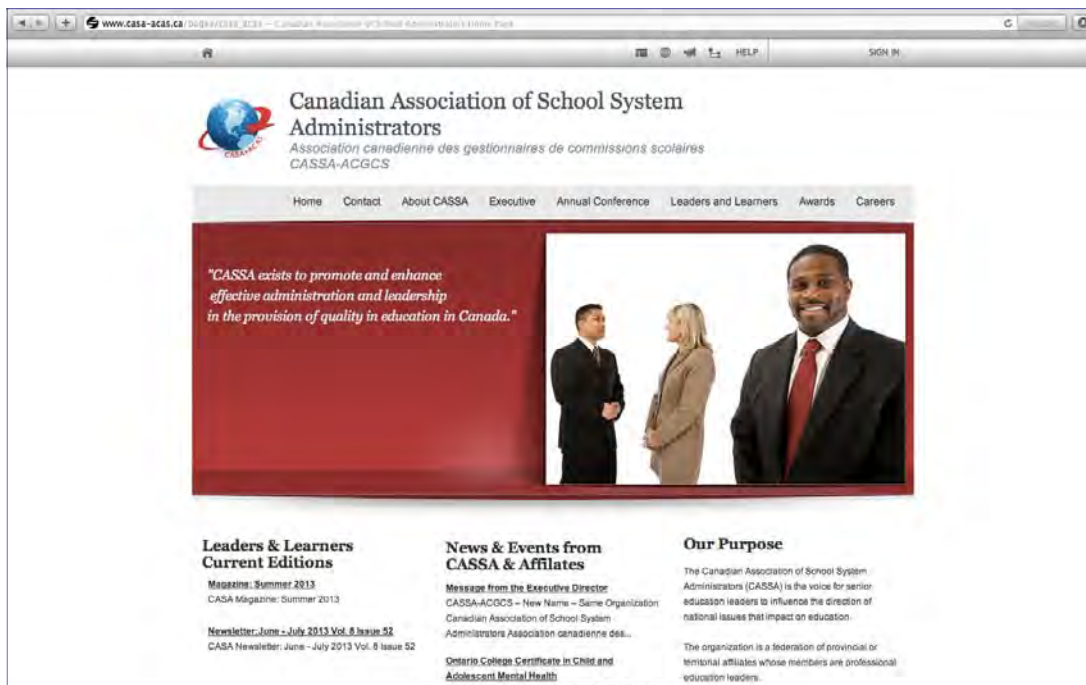 www.casa-acas.ca
HELP
SIGN IN
Canadian Association of School System
Administrators
Association canadienne des gestionnaires de commissions scolaires
CASSA-ACGCS
CASA•ACAS
Home Contact About CASSA Executive Annual Conference Leaders and Learners Awards Careers
"CASSA exists to promote and enhance
effective administration and leadership
in the provision of quality in education in Canada."
Leaders & Learners
Current Editions
Magazine: Summer 2013
CASA Magazine: Summer 2013
Newsletter: June - July 2013 Vol. 8 Issue 52
CASA Newsletter: June - July 2013 Vol. 8 Issue 52
News & Events from
CASSA & Affilates
Message from the Executive Director
CASSA-ACGCS – New Name – Same Organization
Canadian Association of School System
Administrators Association canadienne des...
Ontario College Certificate in Child and
Adolescent Mental Health
Our Purpose
The Canadian Association of School System
Administrators (CASSA) is the voice for senior
education leaders to influence the direction of
national issues that impact on education.
The organization is a federation of provincial or
territorial affiliates whose members are professional
education leaders.